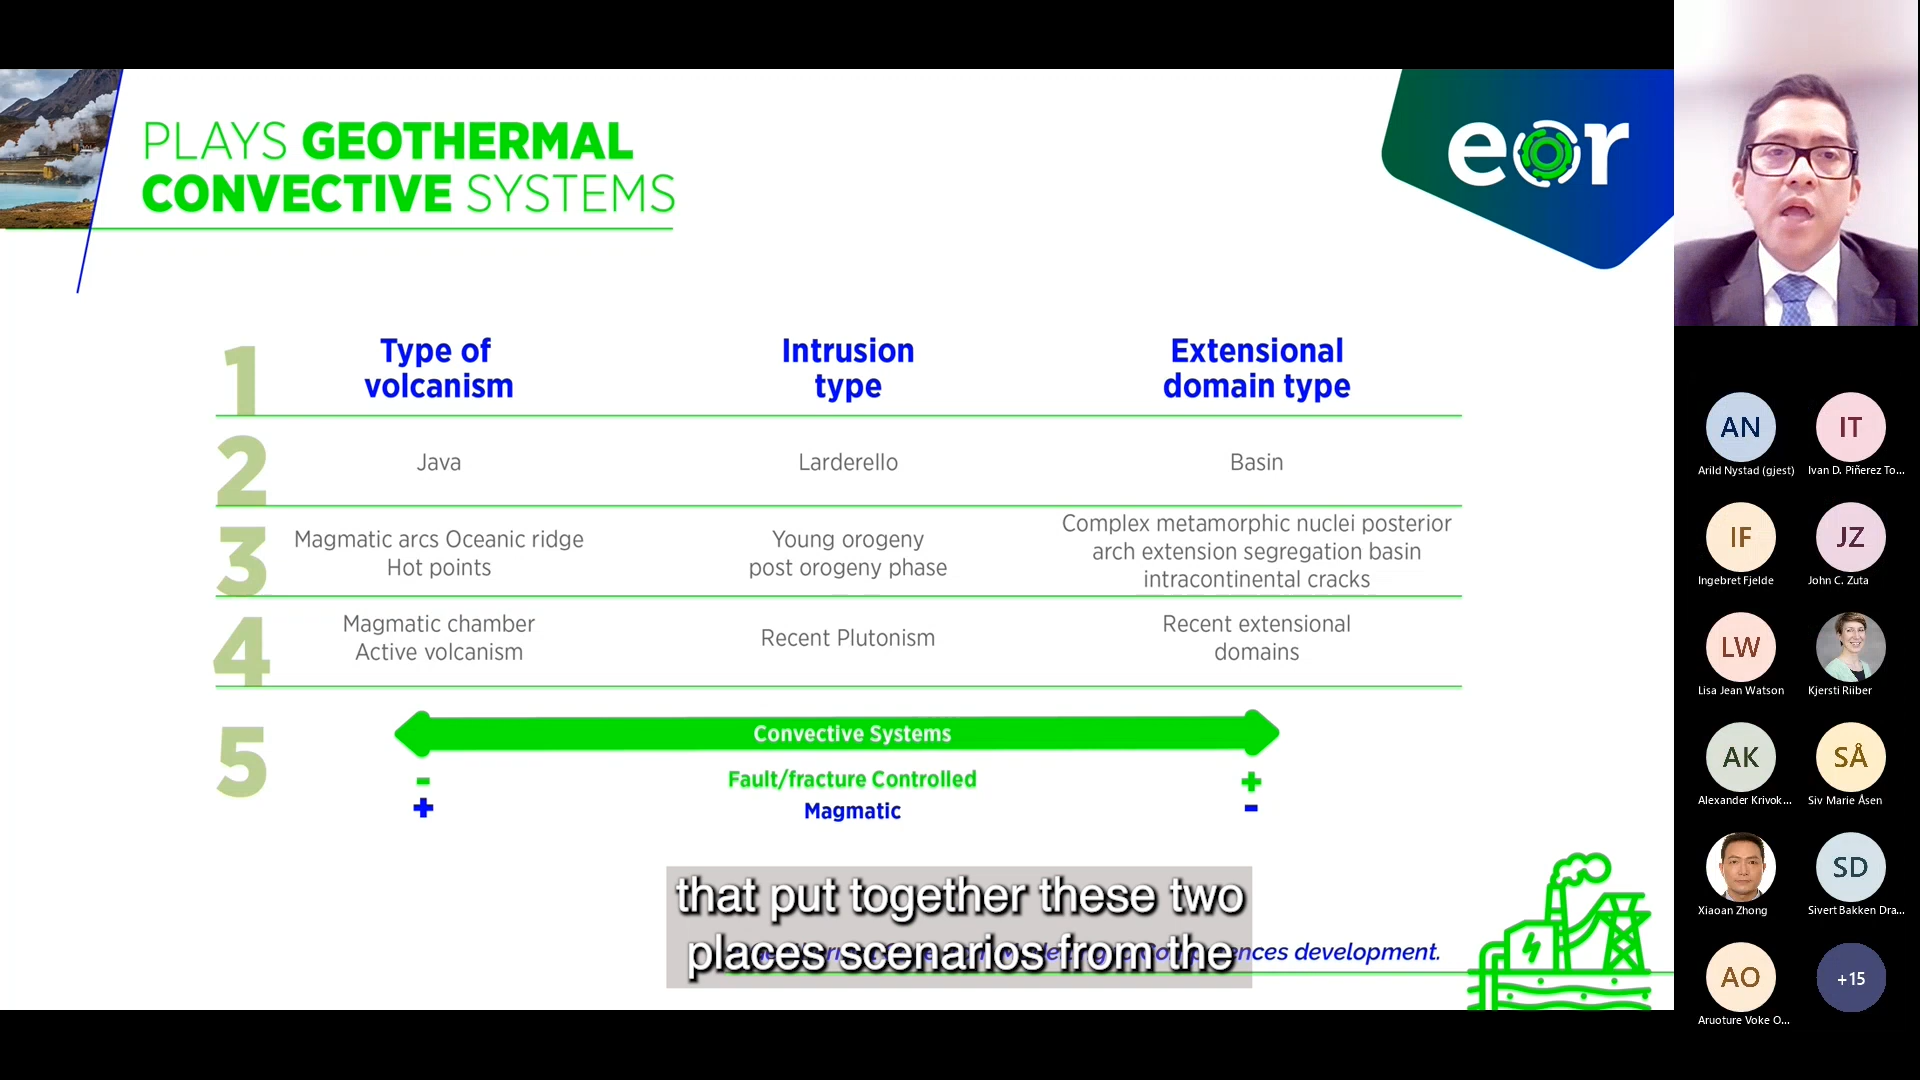 PLAYS GEOTHERMAL
CONVECTIVE SYSTEMS
eor
1
Type of
volcanism
Intrusion
type
Extensional
domain type
2
Java
Larderello
Basin
3
Magmatic arcs Oceanic ridge
Hot points
Young orogeny
post orogeny phase
Complex metamorphic nuclei posterior
arch extension segregation basin
intracontinental cracks
4
Magmatic chamber
Active volcanism
Recent Plutonism
Recent extensional
domains
5
Convective Systems
- Fault/fracture Controlled +
+ Magmatic -
that put together these two
places scenarios from the
development.
AN
Arild Nystad (gjest)
IT
Ivan D. Piñerez To...
IF
Ingebret Fjelde
JZ
John C. Zuta
LW
Lisa Jean Watson
Kjersti Riiber
AK
Alexander Krivok...
SÅ
Siv Marie Åsen
Xiaoan Zhong
SD
Sivert Bakken Dra...
AO
Aruoture Voke O...
+15